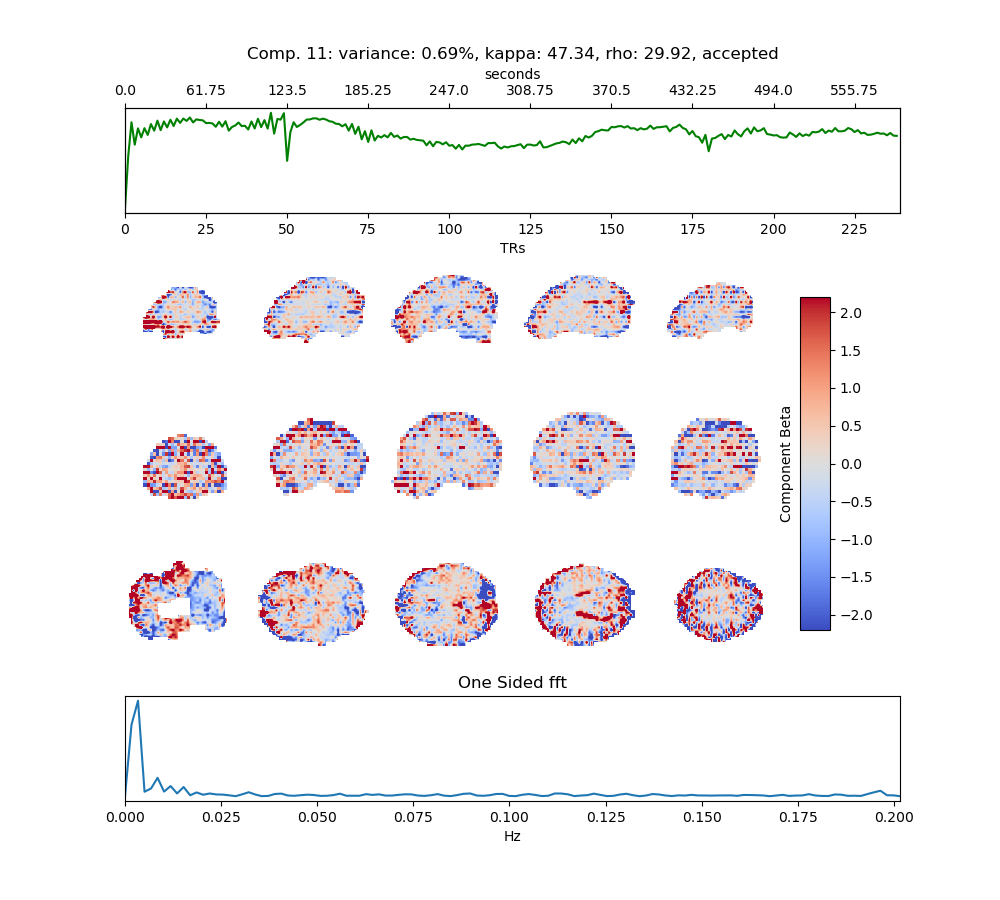 Comp. 11: variance: 0.69%, kappa: 47.34, rho: 29.92, accepted
seconds
0.0 61.75 123.5 185.25 247.0 308.75 370.5 432.25 494.0 555.75
0 25 50 75 100 125 150 175 200 225
TRs
2.0
1.5
1.0
0.5
0.0
−0.5
−1.0
−1.5
−2.0
Component Beta
One Sided fft
0.000 0.025 0.050 0.075 0.100 0.125 0.150 0.175 0.200
Hz